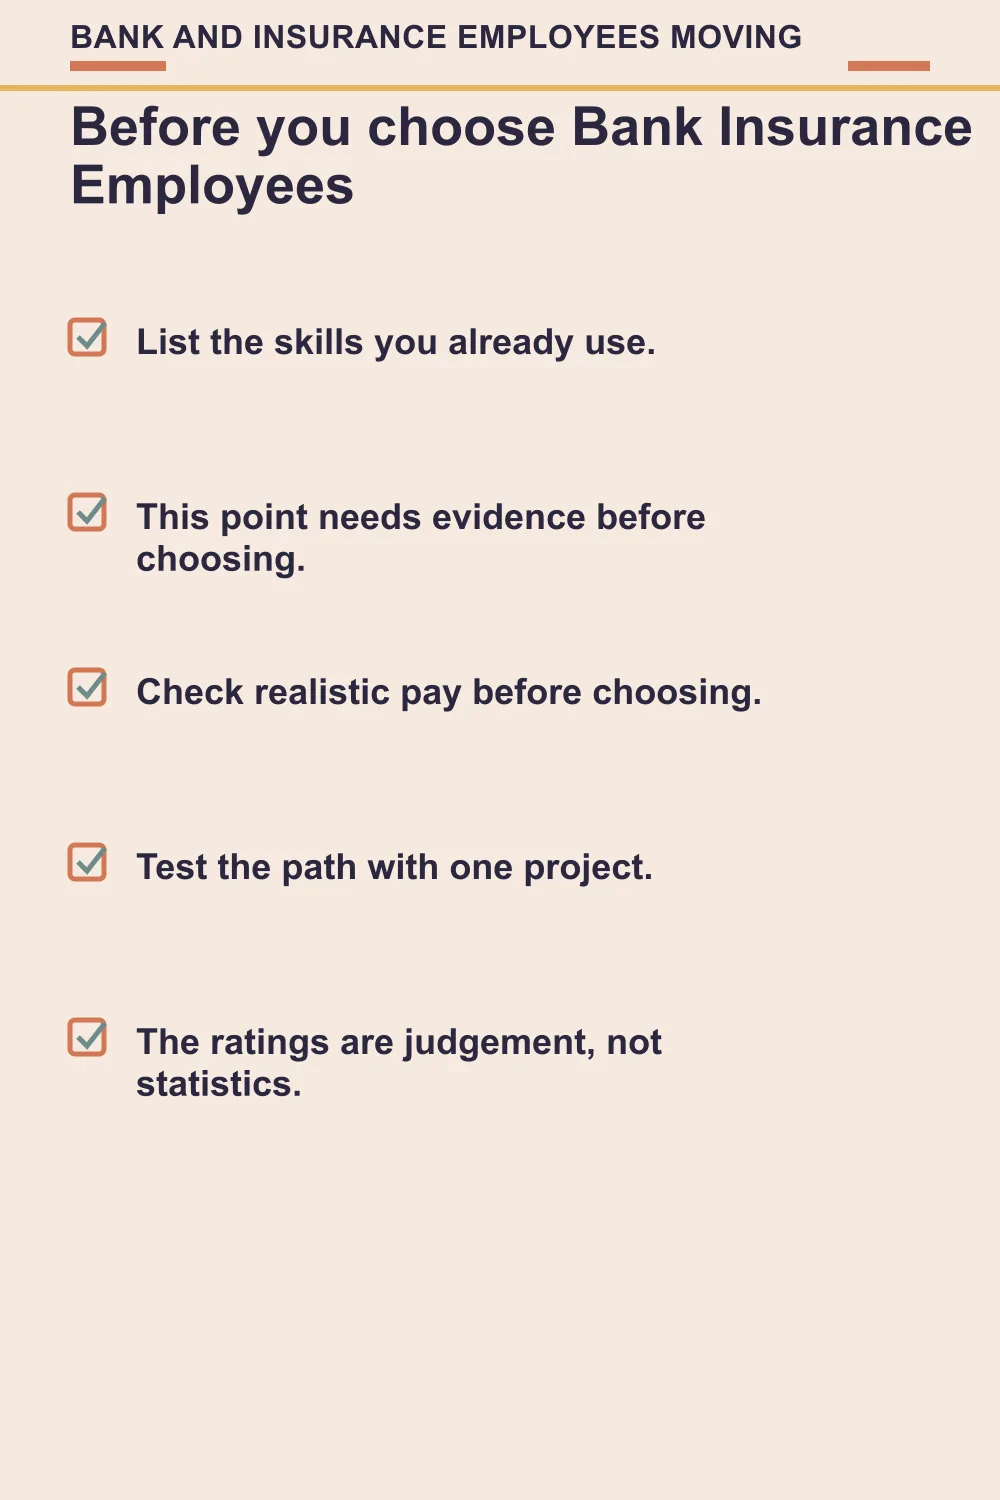 BANK AND INSURANCE EMPLOYEES MOVING
Before you choose Bank Insurance
Employees
List the skills you already use.
This point needs evidence before
choosing.
Check realistic pay before choosing.
Test the path with one project.
The ratings are judgement, not
statistics.